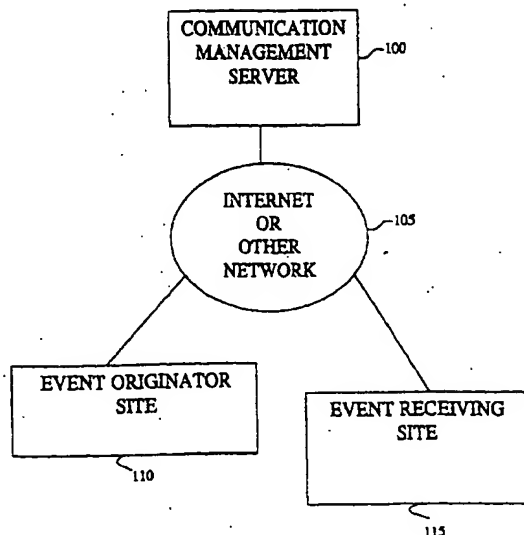 COMMUNICATION
MANAGEMENT
SERVER
100
INTERNET
OR
OTHER
NETWORK
105
EVENT ORIGINATOR
SITE
110
EVENT RECEIVING
SITE
115